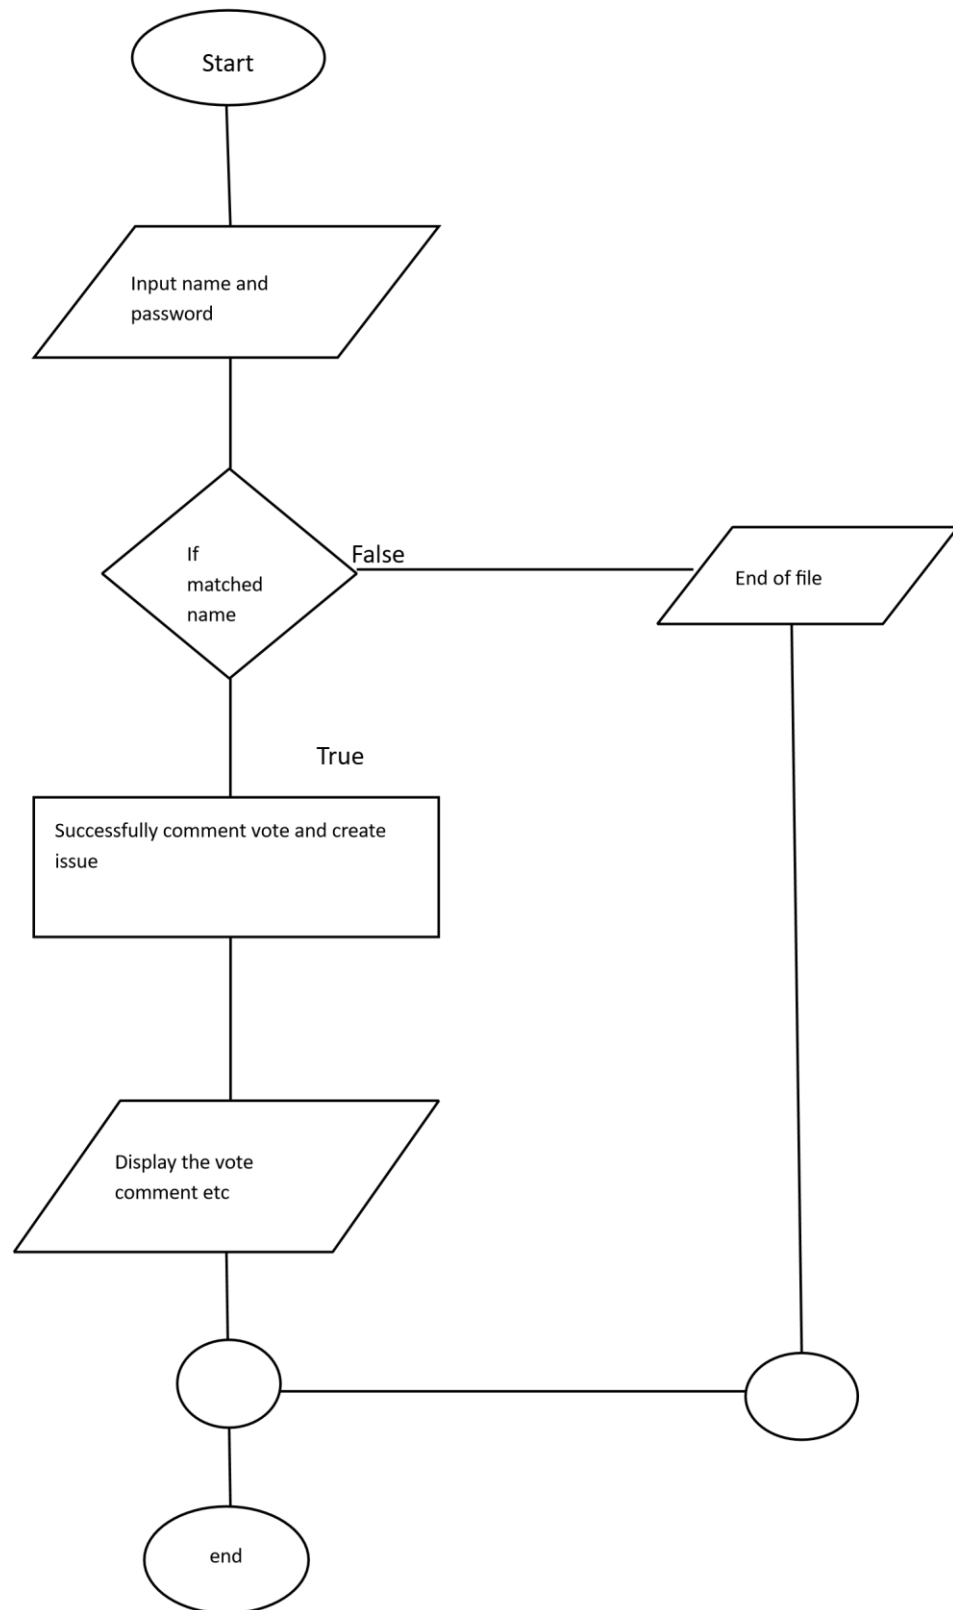 Start
Input name and
password
If
matched
name
False
End of file
True
Successfully comment vote and create
issue
Display the vote
comment etc
end